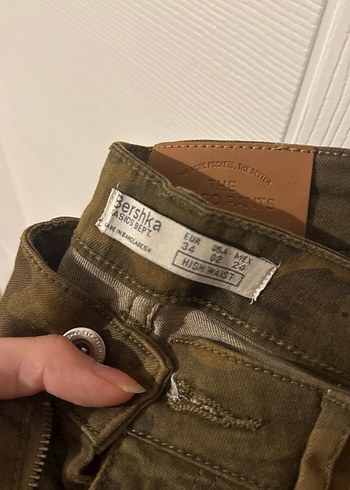 THE MORE POCKETS, THE BETTER
THE
CARGO PANTS
Bershka
BASICS DEPT.
MADE IN BANGLADESH
EUR USA MEX
34 02 24
HIGH WAIST